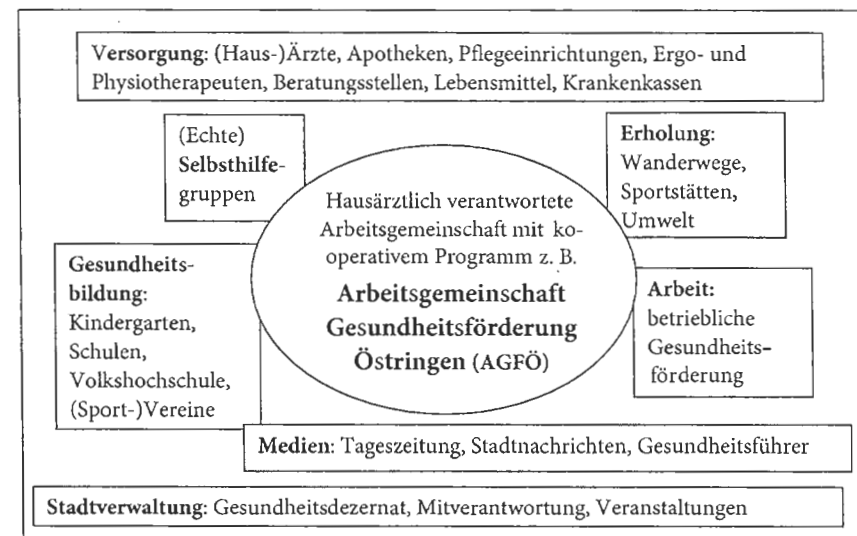 Versorgung: (Haus-)Ärzte, Apotheken, Pflegeeinrichtungen, Ergo- und
Physiotherapeuten, Beratungsstellen, Lebensmittel, Krankenkassen
(Echte)
Selbsthilfe-
gruppen
Erholung:
Wanderwege,
Sportstätten,
Umwelt
Hausärztlich verantwortete
Arbeitsgemeinschaft mit ko-
operativem Programm z. B.
Arbeitsgemeinschaft
Gesundheitsförderung
Östringen (AGFÖ)
Gesundheits-
bildung:
Kindergarten,
Schulen,
Volkshochschule,
(Sport-)Vereine
Arbeit:
betriebliche
Gesundheits-
förderung
Medien: Tageszeitung, Stadtnachrichten, Gesundheitsführer
Stadtverwaltung: Gesundheitsdezernat, Mitverantwortung, Veranstaltungen